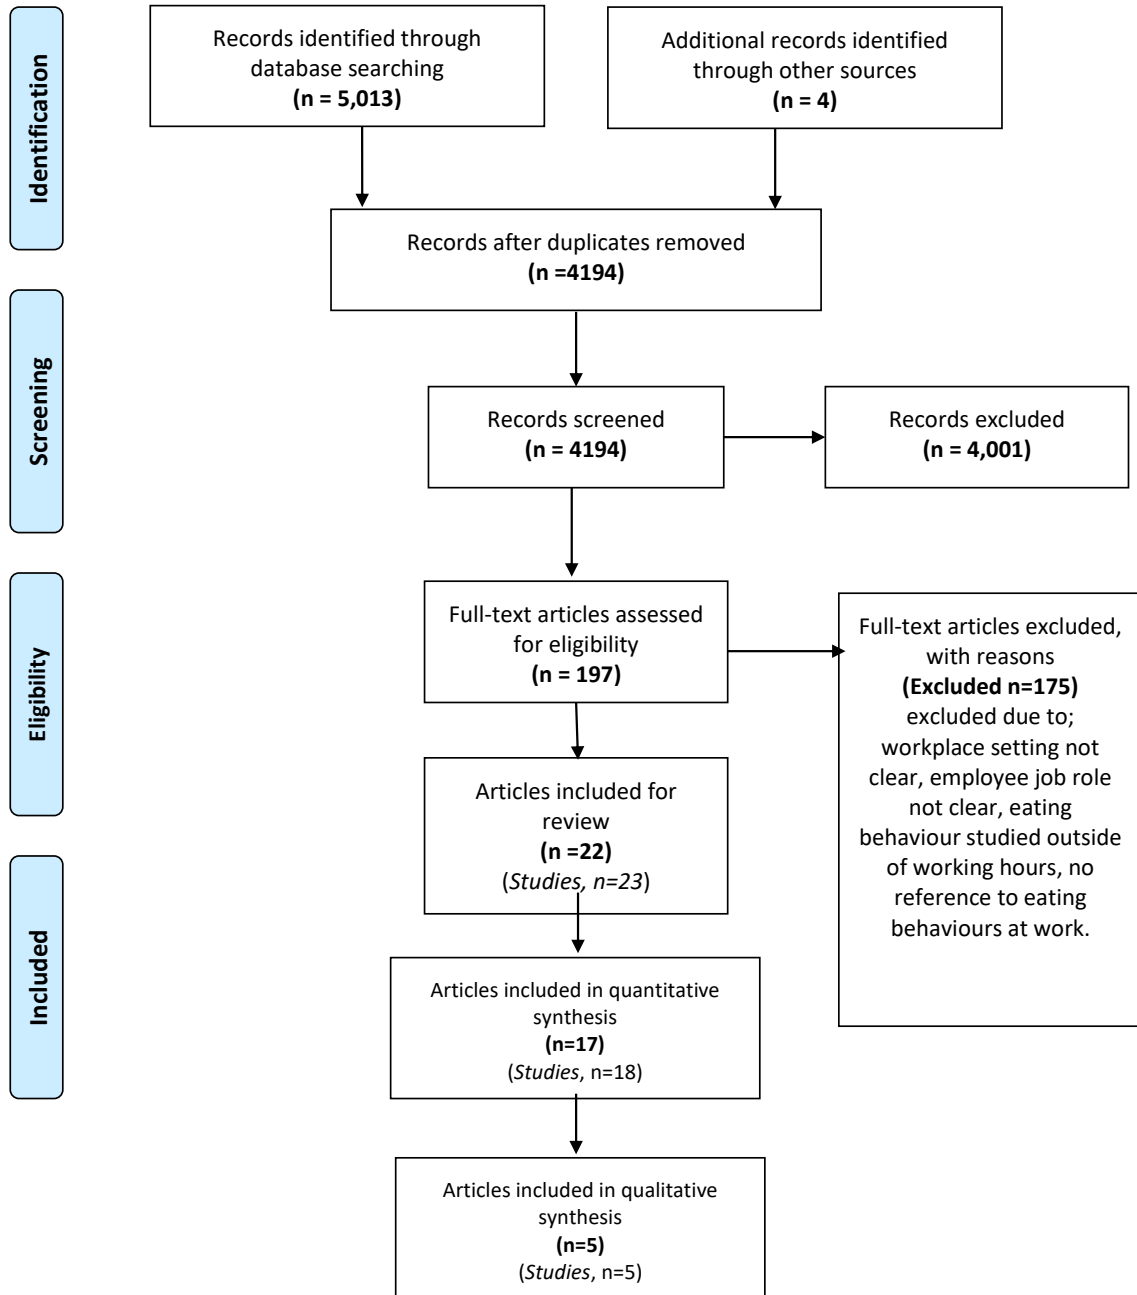 Identification
Records identified through
database searching
(n = 5,013)
Additional records identified
through other sources
(n = 4)
Records after duplicates removed
(n =4194)
Screening
Records screened
(n = 4194)
Records excluded
(n = 4,001)
Eligibility
Full-text articles assessed
for eligibility
(n = 197)
Full-text articles excluded,
with reasons
(Excluded n=175)
excluded due to;
workplace setting not
clear, employee job role
not clear, eating
behaviour studied outside
of working hours, no
reference to eating
behaviours at work.
Articles included for
review
(n =22)
(Studies, n=23)
Included
Articles included in quantitative
synthesis
(n=17)
(Studies, n=18)
Articles included in qualitative
synthesis
(n=5)
(Studies, n=5)